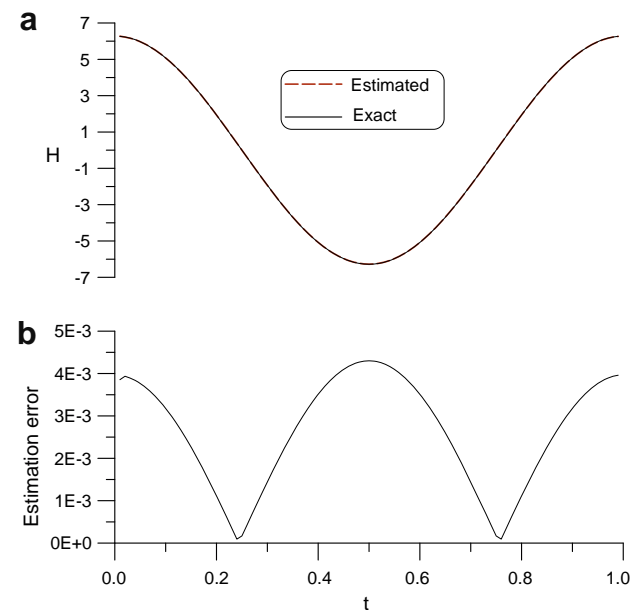 a
7
5
3
1
-1
-3
-5
-7
H
Estimated
Exact
b
5E-3
4E-3
3E-3
2E-3
1E-3
0E+0
Estimation error
0.0 0.2 0.4 0.6 0.8 1.0
t